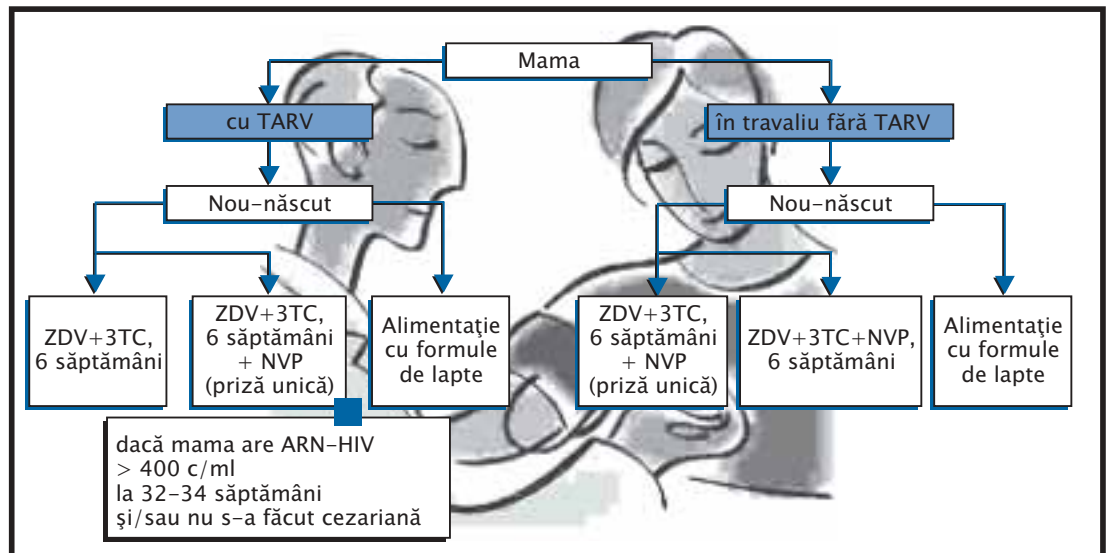 Mama
cu TARV
în travaliu fără TARV
Nou-născut
Nou-născut
ZDV+3TC,
6 săptămâni
ZDV+3TC,
6 săptămâni
+ NVP
(priză unică)
Alimentaţie
cu formule
de lapte
ZDV+3TC,
6 săptămâni
+ NVP
(priză unică)
ZDV+3TC+NVP,
6 săptămâni
Alimentaţie
cu formule
de lapte
dacă mama are ARN-HIV
> 400 c/ml
la 32-34 săptămâni
şi/sau nu s-a făcut cezariană